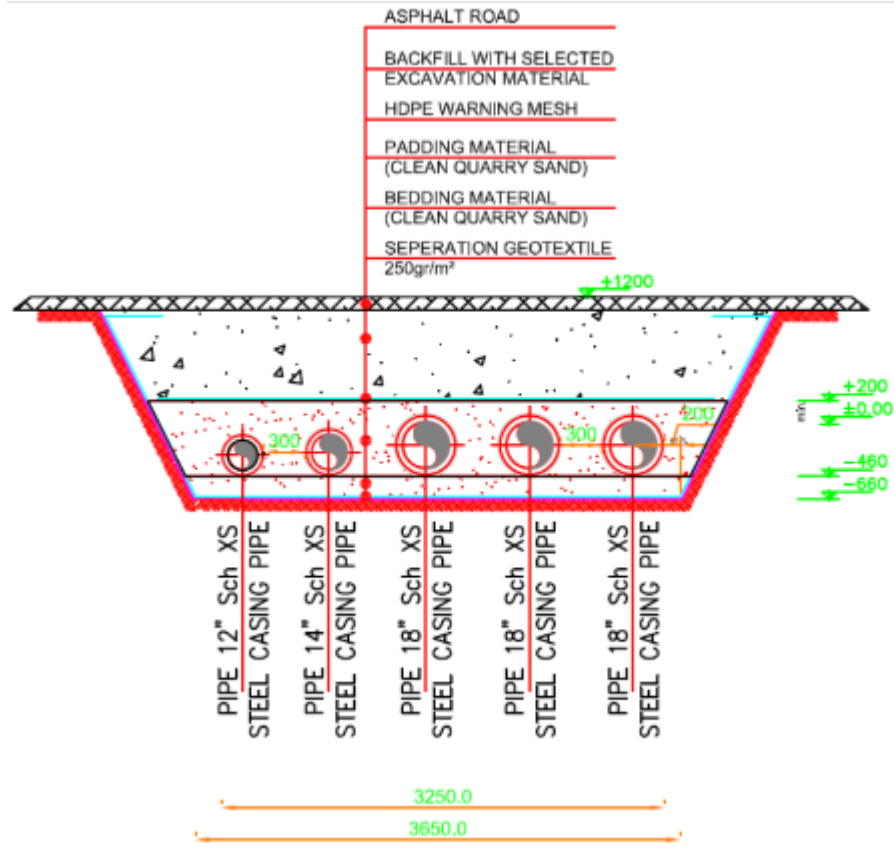 ASPHALT ROAD
BACKFILL WITH SELECTED
EXCAVATION MATERIAL
HDPE WARNING MESH
PADDING MATERIAL
(CLEAN QUARRY SAND)
BEDDING MATERIAL
(CLEAN QUARRY SAND)
SEPERATION GEOTEXTILE
250gr/m²
+1200
+200
±0.00
min
200
300
300
-460
-660
PIPE 12" Sch XS
STEEL CASING PIPE
PIPE 14" Sch XS
STEEL CASING PIPE
PIPE 18" Sch XS
STEEL CASING PIPE
PIPE 18" Sch XS
STEEL CASING PIPE
PIPE 18" Sch XS
STEEL CASING PIPE
3250.0
3650.0